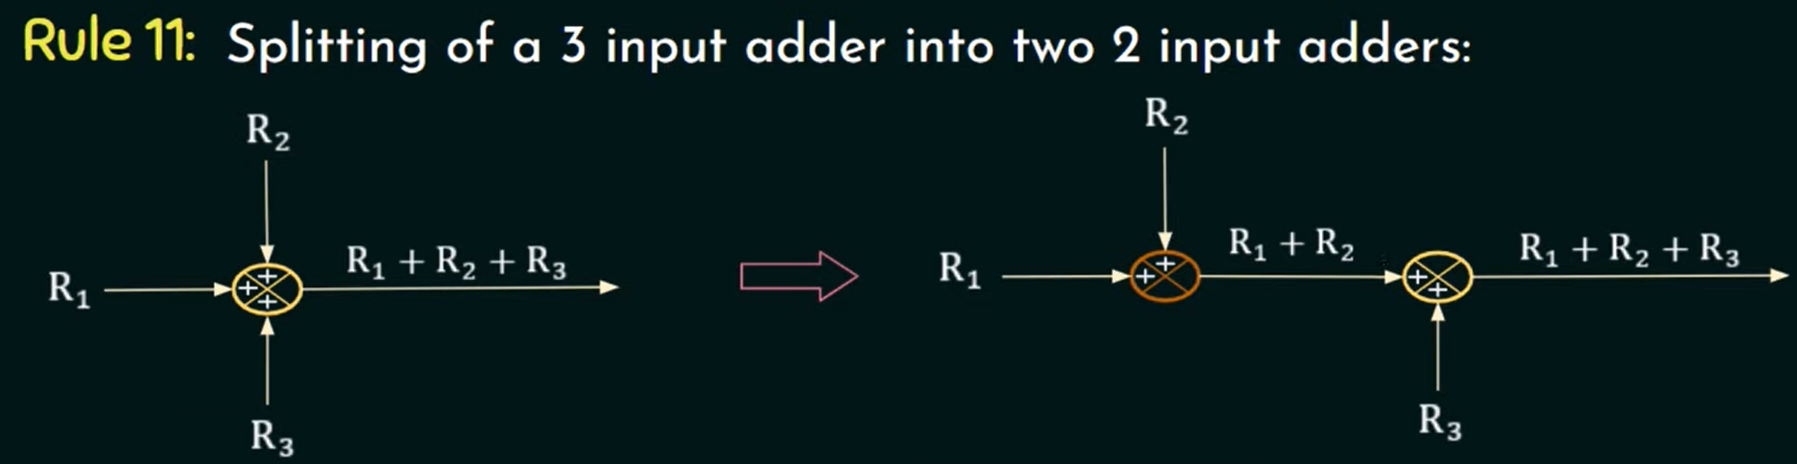 Rule 11: Splitting of a 3 input adder into two 2 input adders:
R₂
R₁
+
+
+
R₁ + R₂ + R₃
R₃
R₂
R₁
+
+
R₁ + R₂
+
+
R₁ + R₂ + R₃
R₃